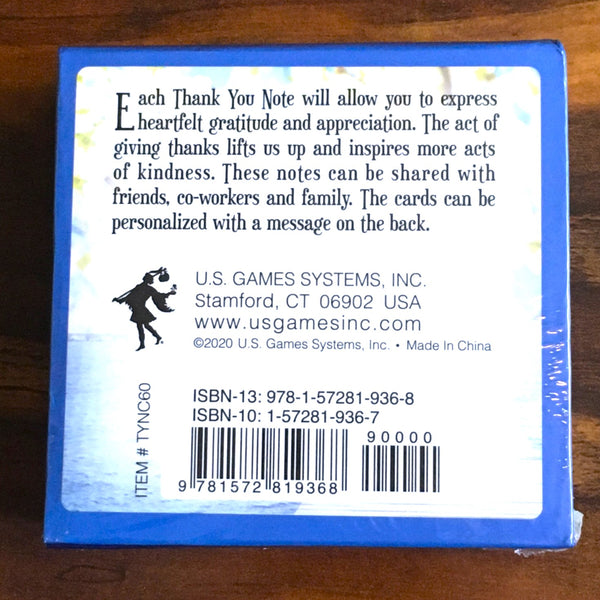 Each Thank You Note will allow you to express
heartfelt gratitude and appreciation. The act of
giving thanks lifts us up and inspires more acts
of kindness. These notes can be shared with
friends, co-workers and family. The cards can be
personalized with a message on the back.
U.S. GAMES SYSTEMS, INC.
Stamford, CT 06902 USA
www.usgamesinc.com
©2020 U.S. Games Systems, Inc. • Made In China
ITEM # TYNC60
ISBN-13: 978-1-57281-936-8
ISBN-10: 1-57281-936-7
90000
9 781572 819368